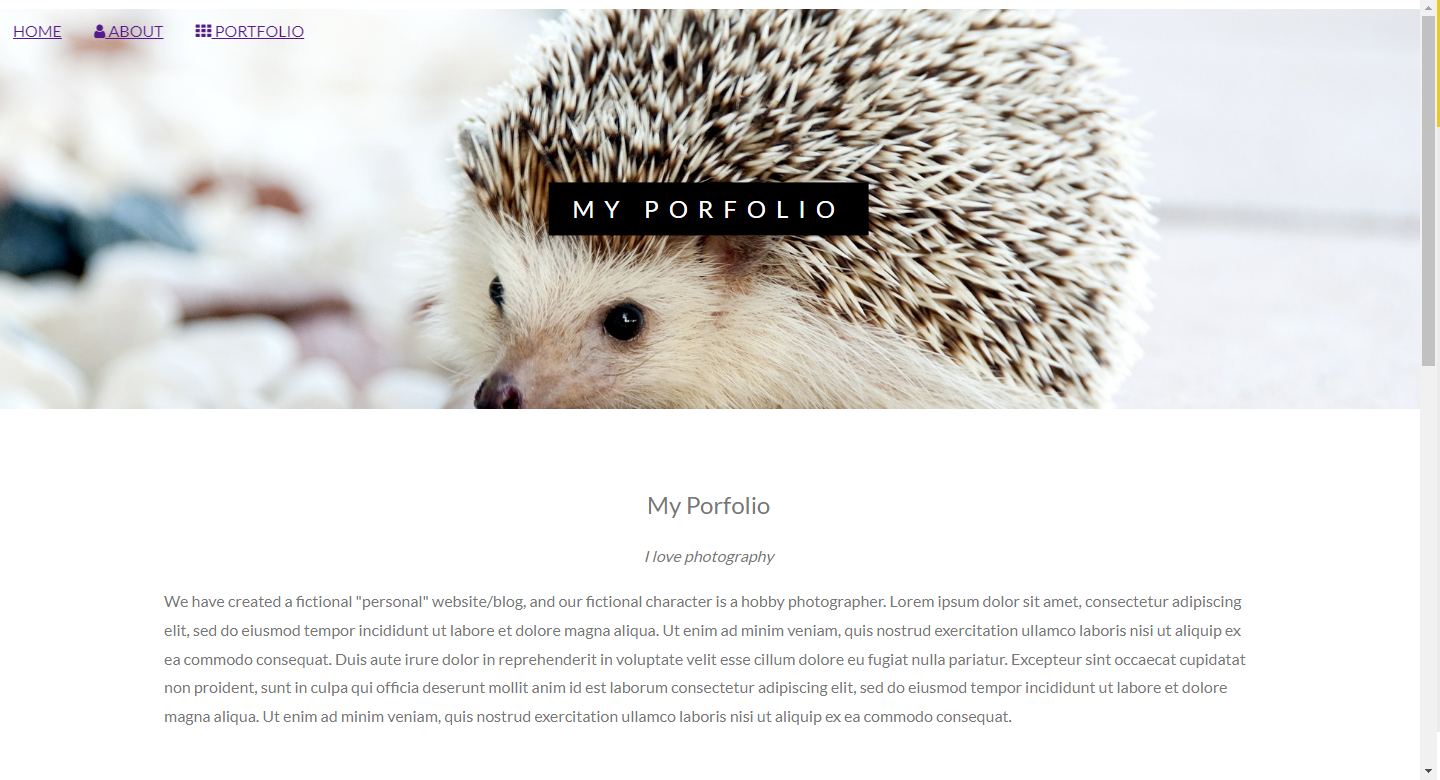 HOME ABOUT PORTFOLIO
MY PORFOLIO
My Porfolio
I love photography
We have created a fictional "personal" website/blog, and our fictional character is a hobby photographer. Lorem ipsum dolor sit amet, consectetur adipiscing
elit, sed do eiusmod tempor incididunt ut labore et dolore magna aliqua. Ut enim ad minim veniam, quis nostrud exercitation ullamco laboris nisi ut aliquip ex
ea commodo consequat. Duis aute irure dolor in reprehenderit in voluptate velit esse cillum dolore eu fugiat nulla pariatur. Excepteur sint occaecat cupidatat
non proident, sunt in culpa qui officia deserunt mollit anim id est laborum consectetur adipiscing elit, sed do eiusmod tempor incididunt ut labore et dolore
magna aliqua. Ut enim ad minim veniam, quis nostrud exercitation ullamco laboris nisi ut aliquip ex ea commodo consequat.